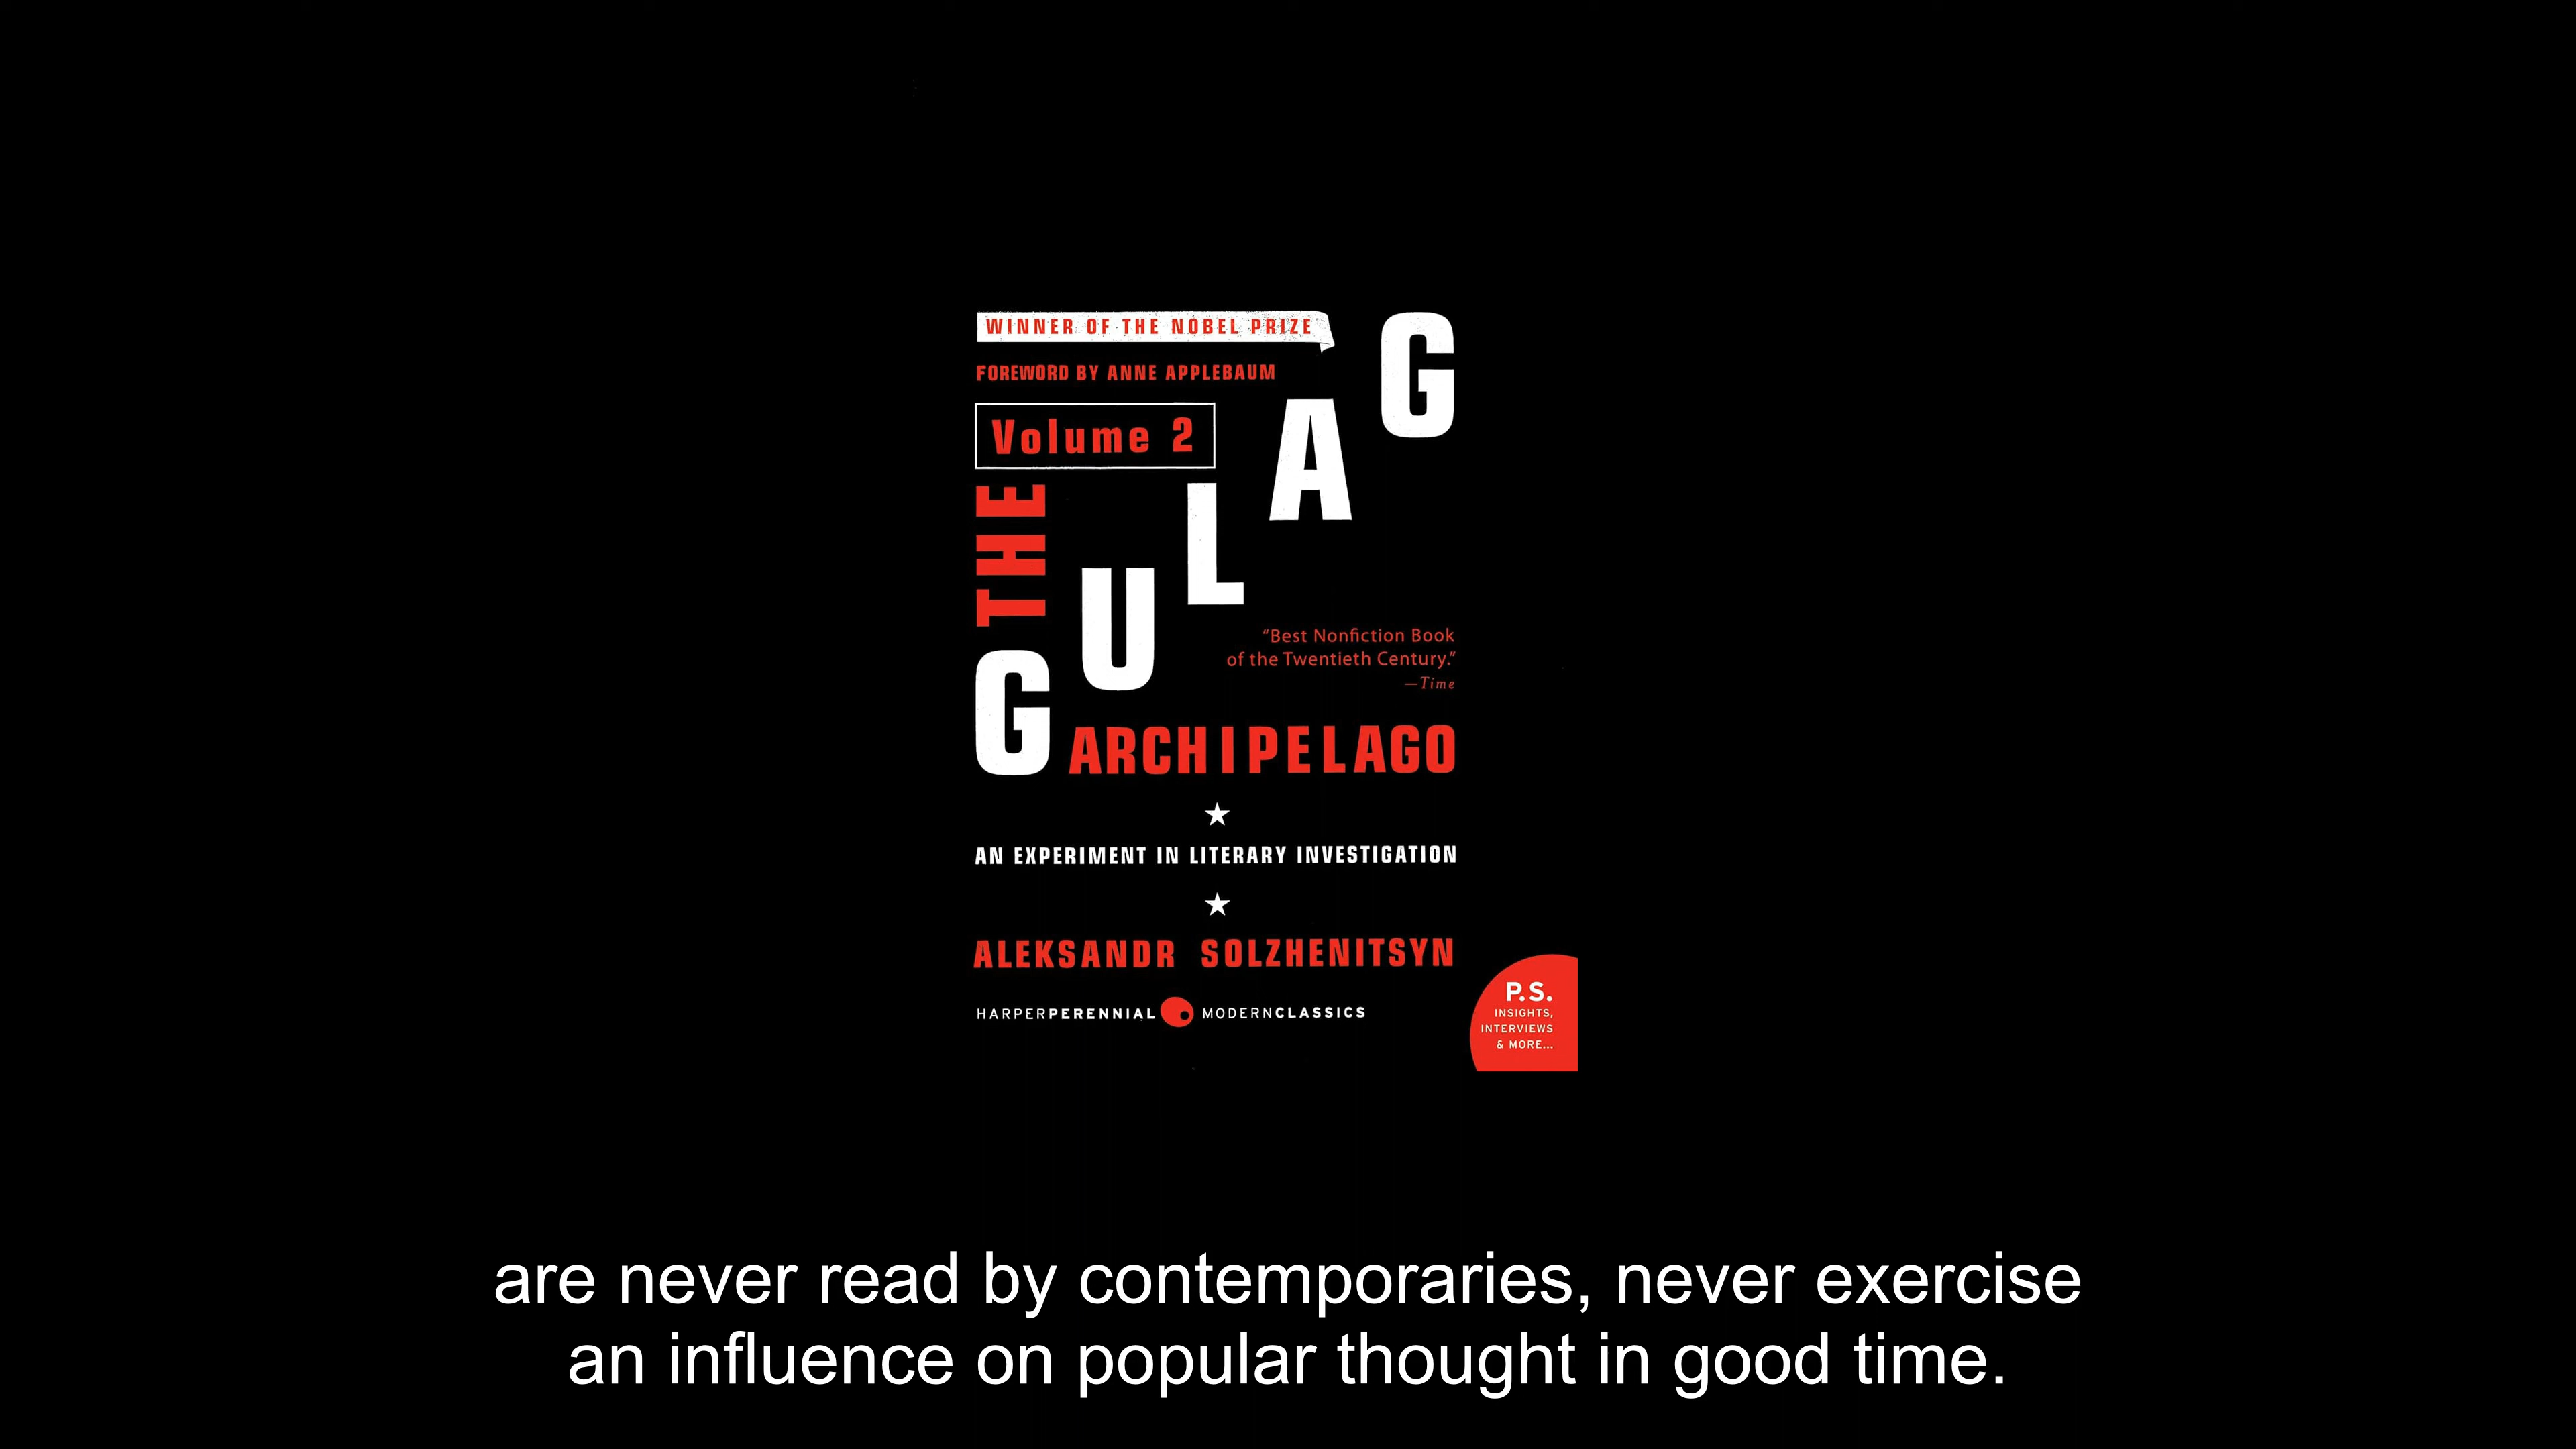 WINNER OF THE NOBEL PRIZE
FOREWORD BY ANNE APPLEBAUM
Volume 2
THE
GULAG
"Best Nonfiction Book
of the Twentieth Century."
—Time
ARCHIPELAGO
AN EXPERIMENT IN LITERARY INVESTIGATION
ALEKSANDR SOLZHENITSYN
HARPERPERENNIAL MODERNCLASSICS
P.S.
INSIGHTS,
INTERVIEWS
& MORE...
are never read by contemporaries, never exercise
an influence on popular thought in good time.